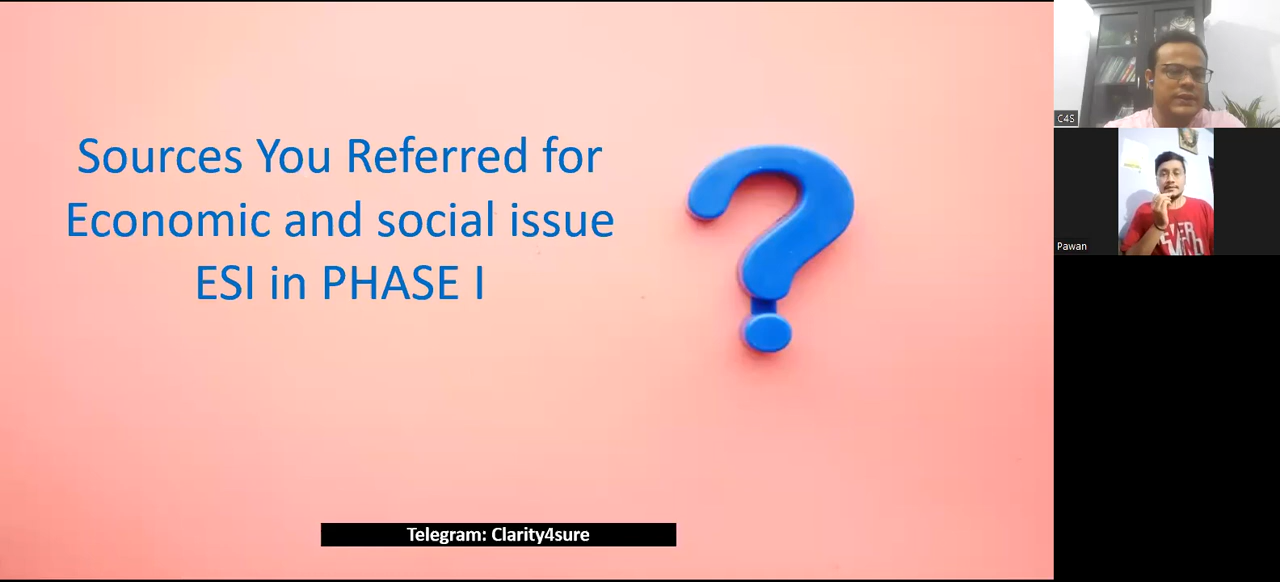 Sources You Referred for
Economic and social issue
ESI in PHASE I
Telegram: Clarity4sure
C4S
Pawan